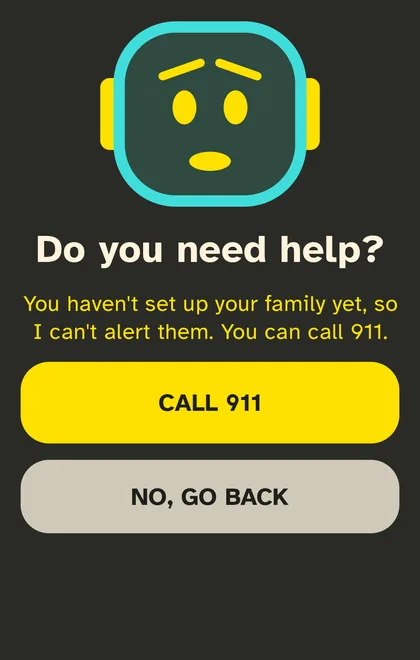 Do you need help?
You haven't set up your family yet, so
I can't alert them. You can call 911.
CALL 911
NO, GO BACK